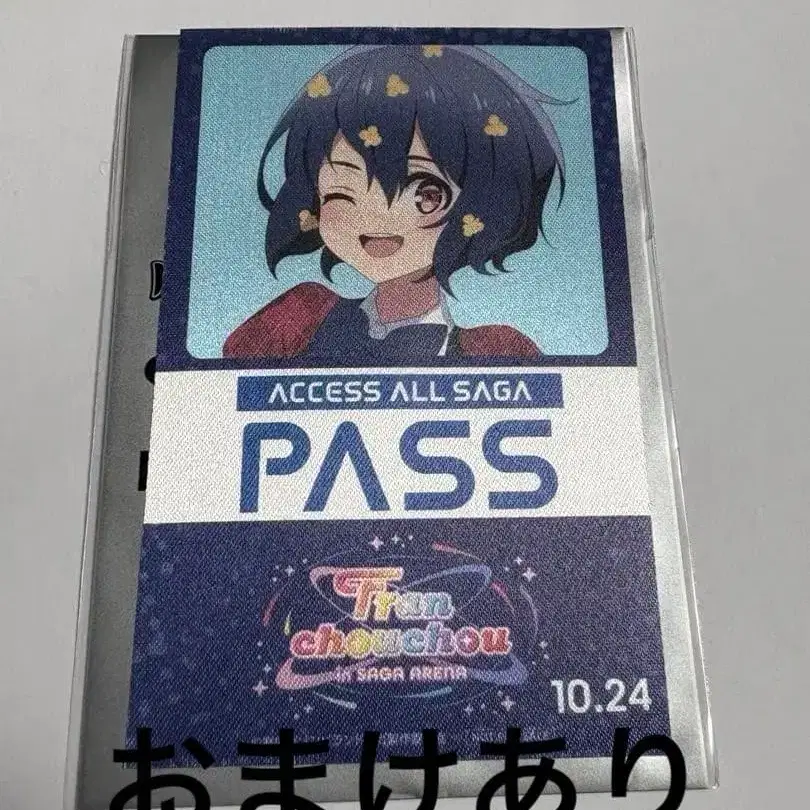 ACCESS ALL SAGA
PASS
Fran
chouchou
in SAGA ARENA
10.24
おまけあり